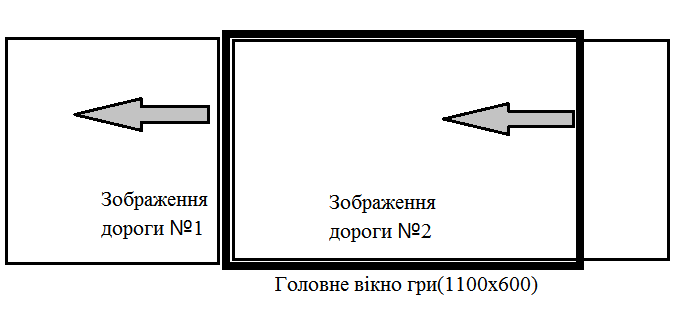 Зображення
дороги №1
Зображення
дороги №2
Головне вікно гри(1100x600)